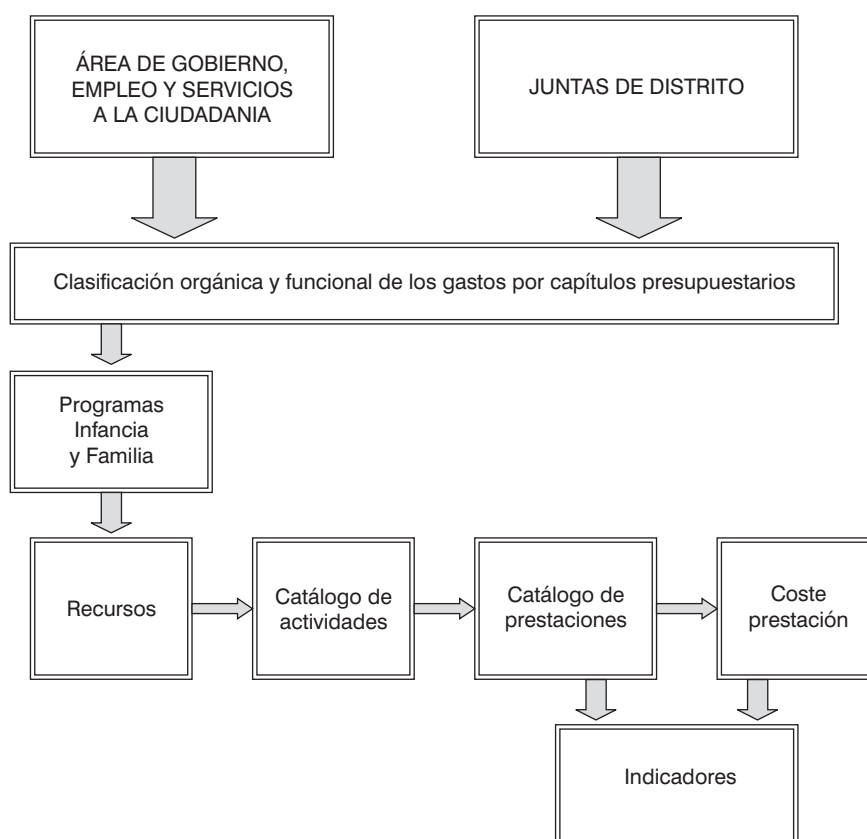 ÁREA DE GOBIERNO,
EMPLEO Y SERVICIOS
A LA CIUDADANIA
JUNTAS DE DISTRITO
Clasificación orgánica y funcional de los gastos por capítulos presupuestarios
Programas
Infancia
y Familia
Recursos
Catálogo de
actividades
Catálogo de
prestaciones
Coste
prestación
Indicadores